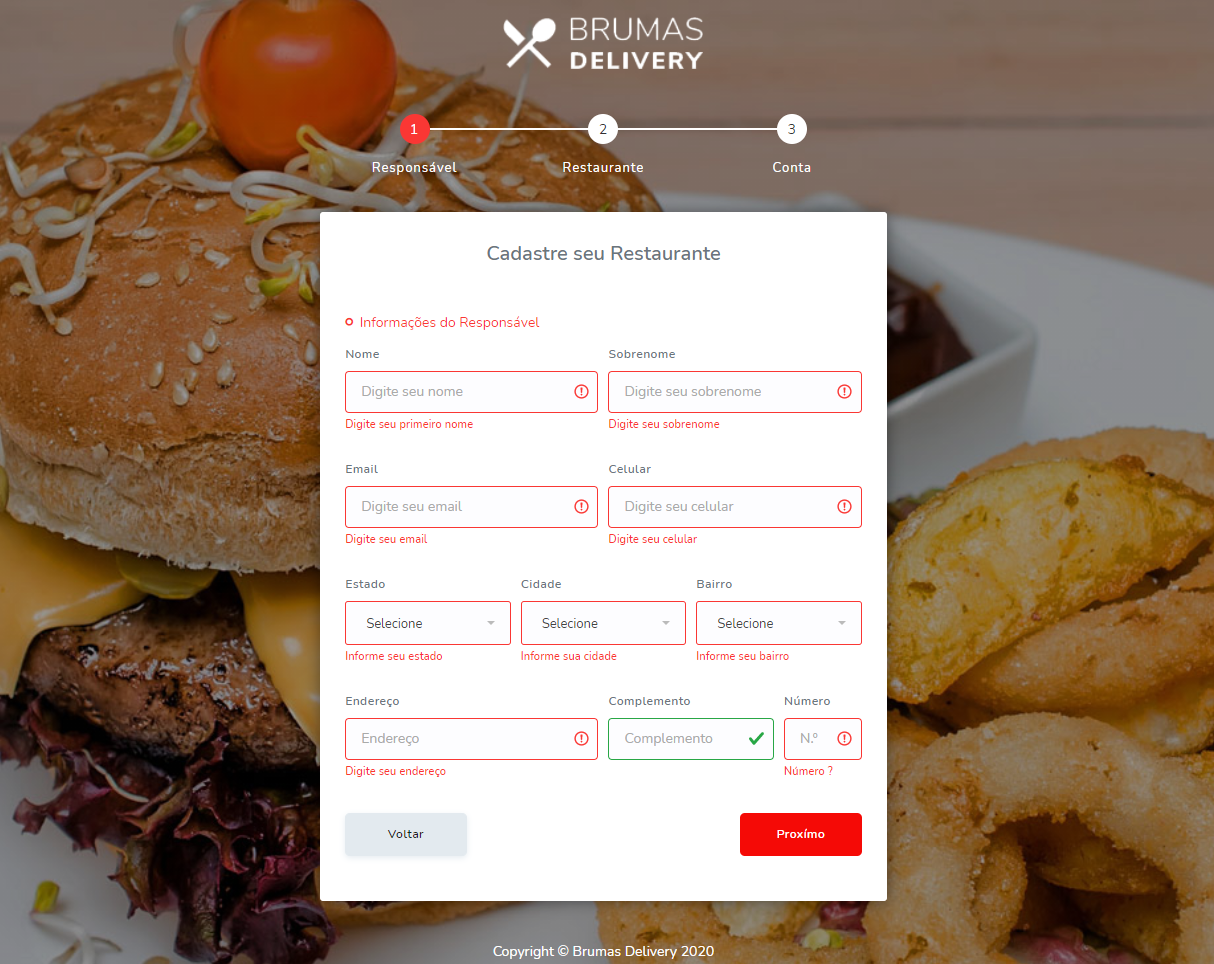 BRUMAS
DELIVERY
1 2 3
Responsável Restaurante Conta
Cadastre seu Restaurante
Informações do Responsável
Nome Sobrenome
Digite seu nome Digite seu sobrenome
Digite seu primeiro nome Digite seu sobrenome
Email Celular
Digite seu email Digite seu celular
Digite seu email Digite seu celular
Estado Cidade Bairro
Selecione Selecione Selecione
Informe seu estado Informe sua cidade Informe seu bairro
Endereço Complemento Número
Endereço Complemento N.º
Digite seu endereço Número ?
Voltar Proxímo
Copyright © Brumas Delivery 2020